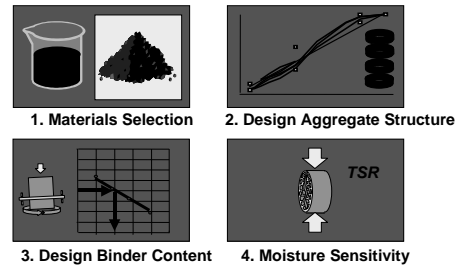 1. Materials Selection
2. Design Aggregate Structure
TSR
3. Design Binder Content
4. Moisture Sensitivity